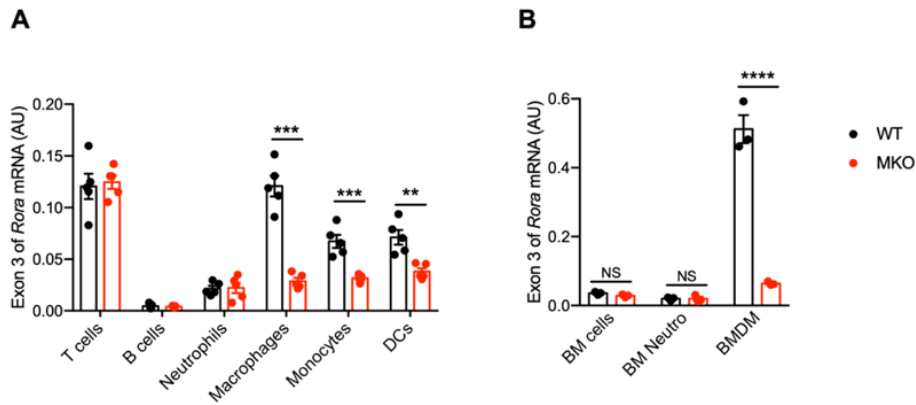 A
Exon 3 of Rora mRNA (AU)
0.20
0.15
0.10
0.05
0.00
***
***
**
T cells
B cells
Neutrophils
Macrophages
Monocytes
DCs
B
Exon 3 of Rora mRNA (AU)
0.6
0.4
0.2
0.0
NS
NS
****
BM cells
BM Neutro
BMDM
WT
MKO